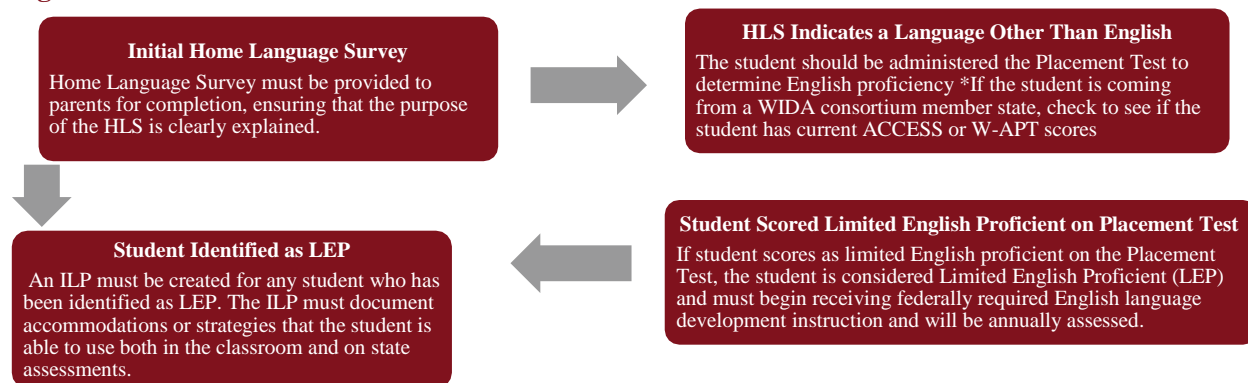 Initial Home Language Survey
Home Language Survey must be provided to
parents for completion, ensuring that the purpose
of the HLS is clearly explained.
HLS Indicates a Language Other Than English
The student should be administered the Placement Test to
determine English proficiency *If the student is coming
from a WIDA consortium member state, check to see if the
student has current ACCESS or W-APT scores
Student Scored Limited English Proficient on Placement Test
If student scores as limited English proficient on the Placement
Test, the student is considered Limited English Proficient (LEP)
and must begin receiving federally required English language
development instruction and will be annually assessed.
Student Identified as LEP
An ILP must be created for any student who has
been identified as LEP. The ILP must document
accommodations or strategies that the student is
able to use both in the classroom and on state
assessments.